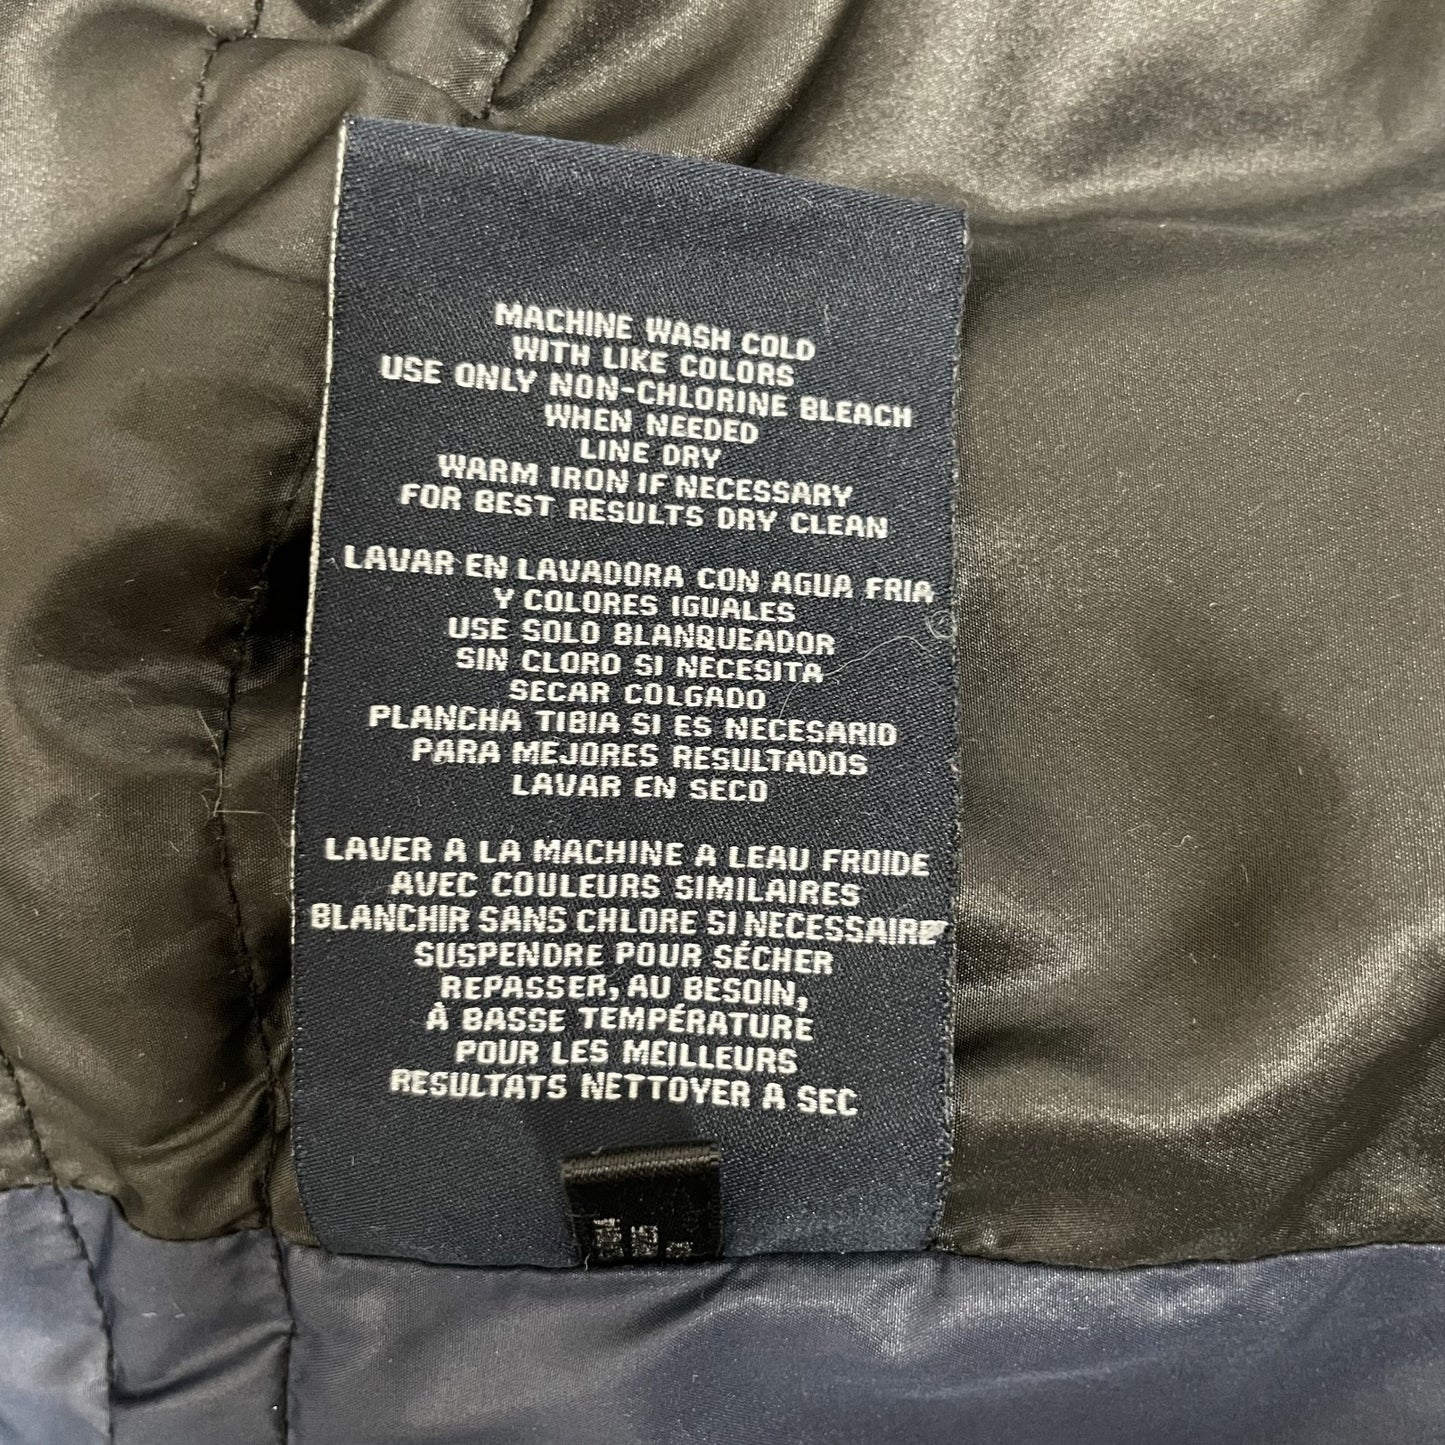 MACHINE WASH COLD
WITH LIKE COLORS
USE ONLY NON-CHLORINE BLEACH
WHEN NEEDED
LINE DRY
WARM IRON IF NECESSARY
FOR BEST RESULTS DRY CLEAN
LAVAR EN LAVADORA CON AGUA FRIA
Y COLORES IGUALES
USE SOLO BLANQUEADOR
SIN CLORO SI NECESITA
SECAR COLGADO
PLANCHA TIBIA SI ES NECESARIO
PARA MEJORES RESULTADOS
LAVAR EN SECO
LAVER A LA MACHINE A LEAU FROIDE
AVEC COULEURS SIMILAIRES
BLANCHIR SANS CHLORE SI NECESSAIRE
SUSPENDRE POUR SÉCHER
REPASSER, AU BESOIN,
À BASSE TEMPÉRATURE
POUR LES MEILLEURS
RESULTATS NETTOYER A SEC